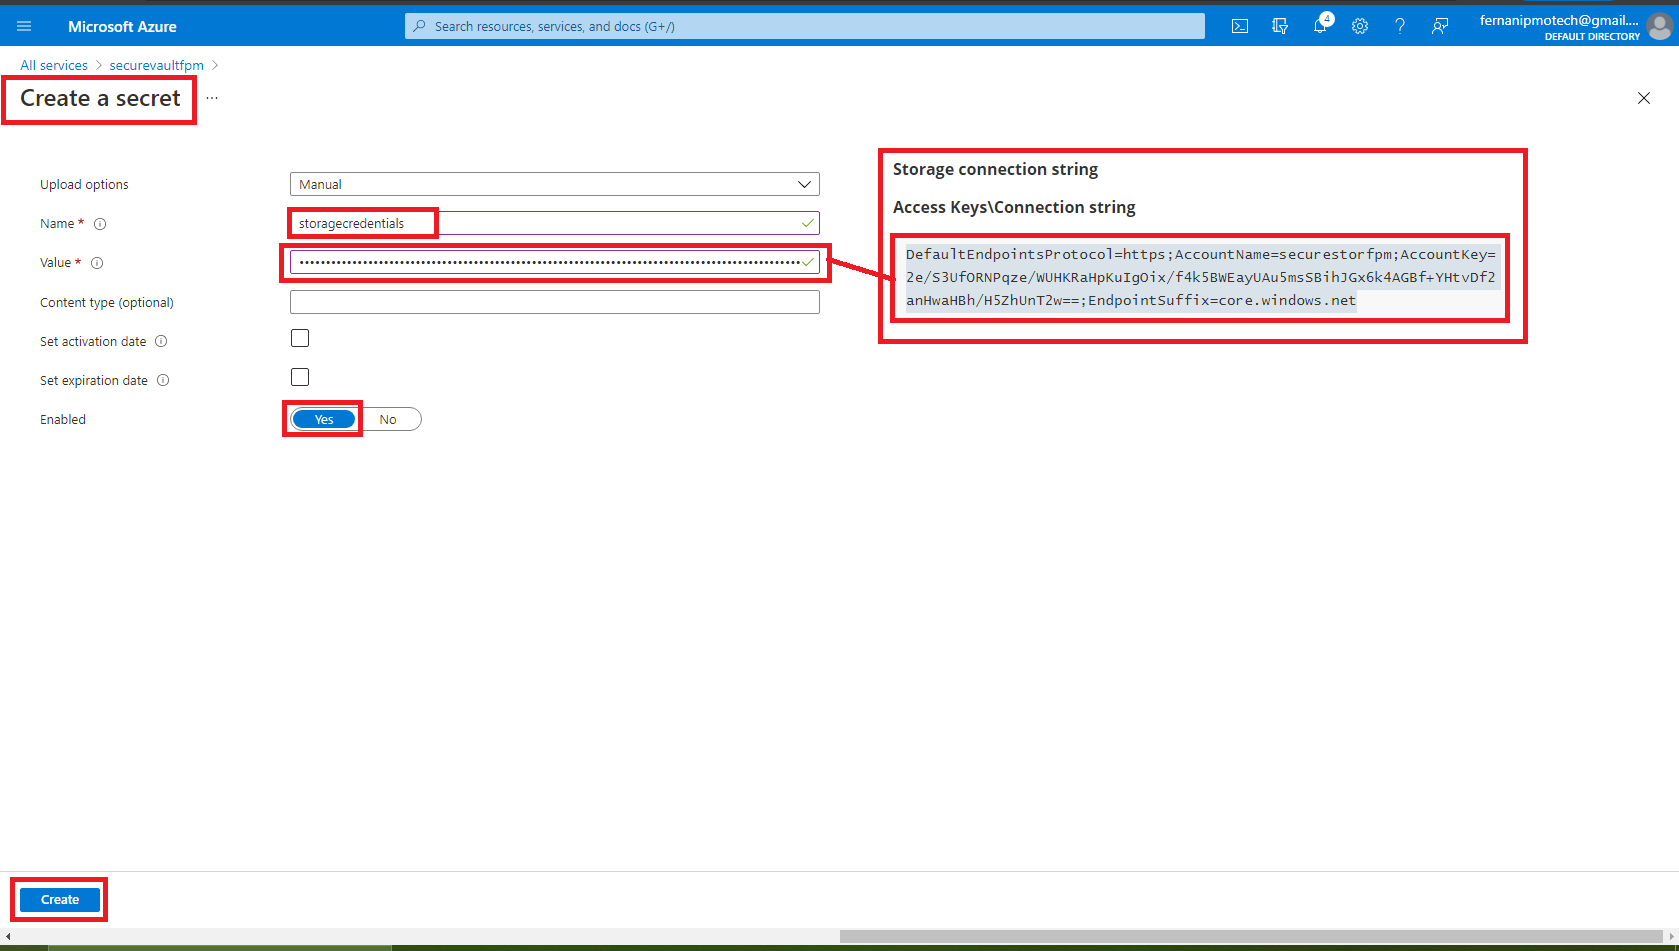 Microsoft Azure
Search resources, services, and docs (G+/)
4
fernanipmotech@gmail....
DEFAULT DIRECTORY
All services > securevaultfpm >
Create a secret ...
Upload options
Manual
Name *
storagecredentials
Value *
Content type (optional)
Set activation date
Set expiration date
Enabled
Yes No
Storage connection string
Access Keys\Connection string
DefaultEndpointsProtocol=https;AccountName=securestorfpm;AccountKey=
2e/S3UfORNPqze/WUHKRaHpKuIgOix/f4k5BWEayUAu5msSBihJGx6k4AGBf+YHtvDf2
anHwaHBh/H5ZhUnT2w==;EndpointSuffix=core.windows.net
Create